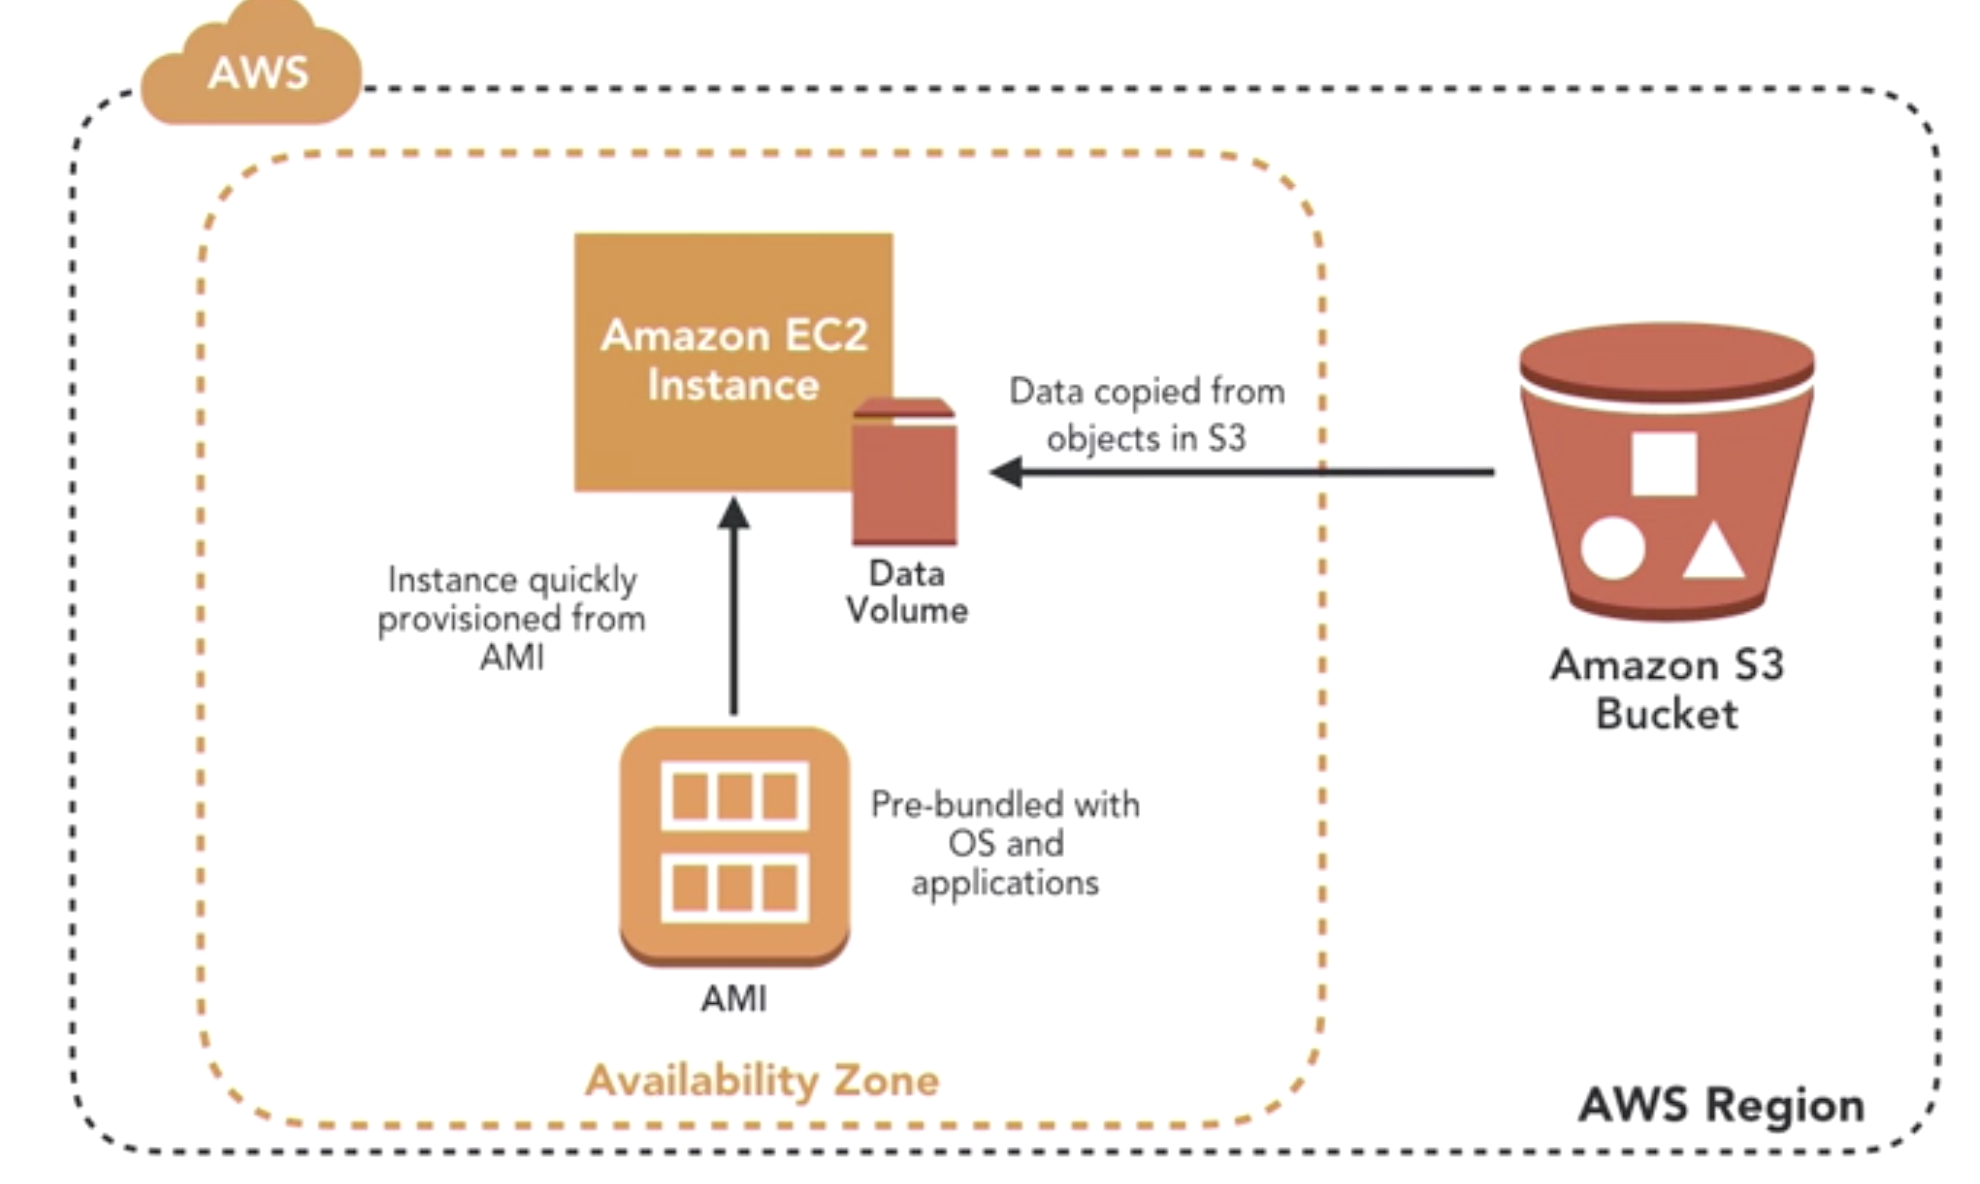 AWS
Amazon EC2
Instance
Data copied from
objects in S3
Instance quickly
provisioned from
AMI
Data
Volume
Amazon S3
Bucket
Pre-bundled with
OS and
applications
AMI
Availability Zone
AWS Region